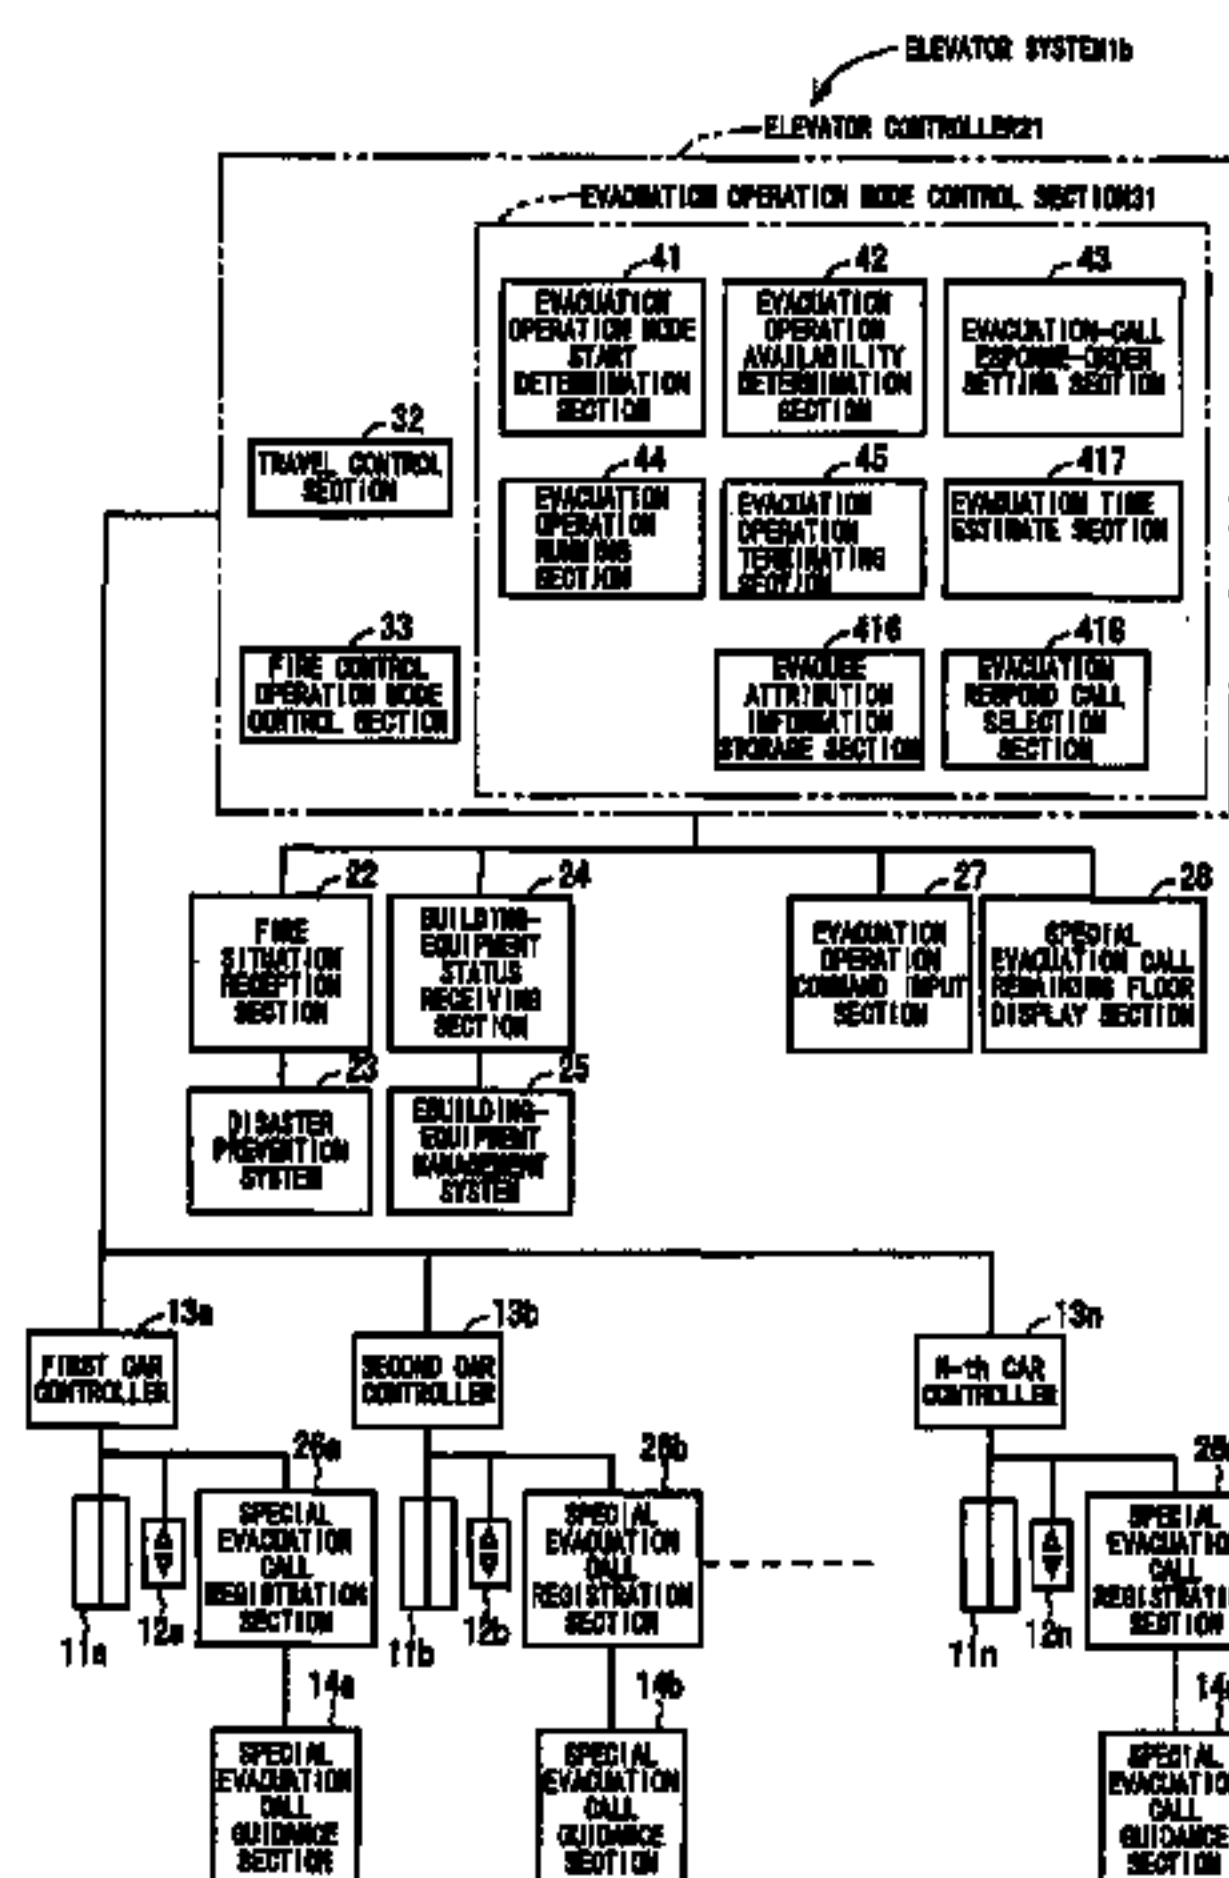 ELEVATOR SYSTEM1b
ELEVATOR CONTROLLER21
EVACUATION OPERATION MODE CONTROL SECTION31
41
EVACUATION
OPERATION MODE
START
DETERMINATION
SECTION
42
EVACUATION
OPERATION
AVAILABILITY
DETERMINATION
SECTION
43
EVACUATION-CALL
ESPONME-ORDER
SETTING SECTION
32
TRAVEL CONTROL
SECTION
44
EVACUATION
OPERATION
RUNNING
SECTION
45
EVACUATION
OPERATION
TERMINATING
SECTION
417
EVACUATION TIME
ESTIMATE SECTION
33
FIRE CONTROL
OPERATION MODE
CONTROL SECTION
416
EVAQUEE
ATTRIBUTION
INFORMATION
STORAGE SECTION
418
EVACUATION
RESPOND CALL
SELECTION
SECTION
22
FIRE
SITUATION
RECEPTION
SECTION
24
BUILDING-
EQUIPMENT
STATUS
RECEIVING
SECTION
27
EVACUATION
OPERATION
COMMAND INPUT
SECTION
28
SPECIAL
EVACUATION CALL
REMAINING FLOOR
DISPLAY SECTION
23
DISASTER
PREVENTION
SYSTEM
25
EBUILDING-
EQUIPMENT
MANAGEMENT
SYSTEM
13a
FIRST CAR
CONTROLLER
13b
SECOND CAR
CONTROLLER
13n
N-th CAR
CONTROLLER
26a
SPECIAL
EVACUATION
CALL
REGISTRATION
SECTION
11a
12a
26b
SPECIAL
EVACUATION
CALL
REGISTRATION
SECTION
11b
12b
SPECIAL
CALL
SECTION
11n
12n
14a
SPECIAL
EVACUATION
CALL
GUIDANCE
SECTION
14b
SPECIAL
EVACUATION
CALL
GUIDANCE
SECTION
SPECIAL
CALL
GUIDANCE
SECTION